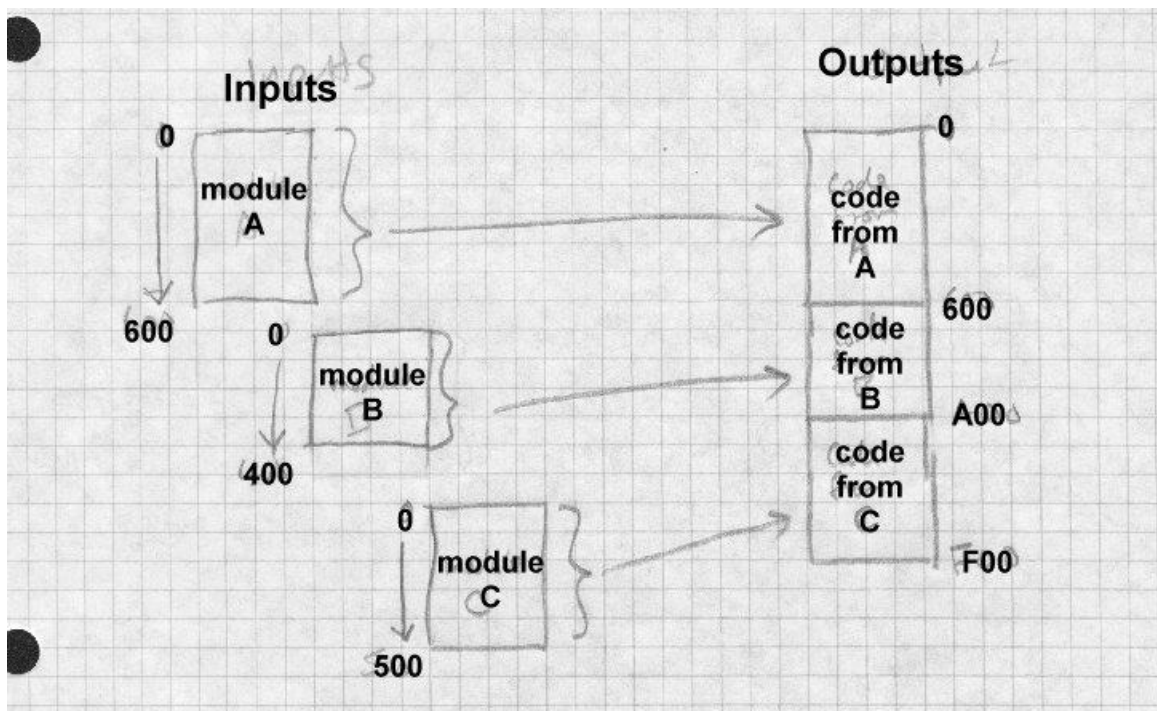 Inputs
Outputs
0
module
A
600
0
module
B
400
0
module
C
500
0
code
from
A
600
code
from
B
A00
code
from
C
F00